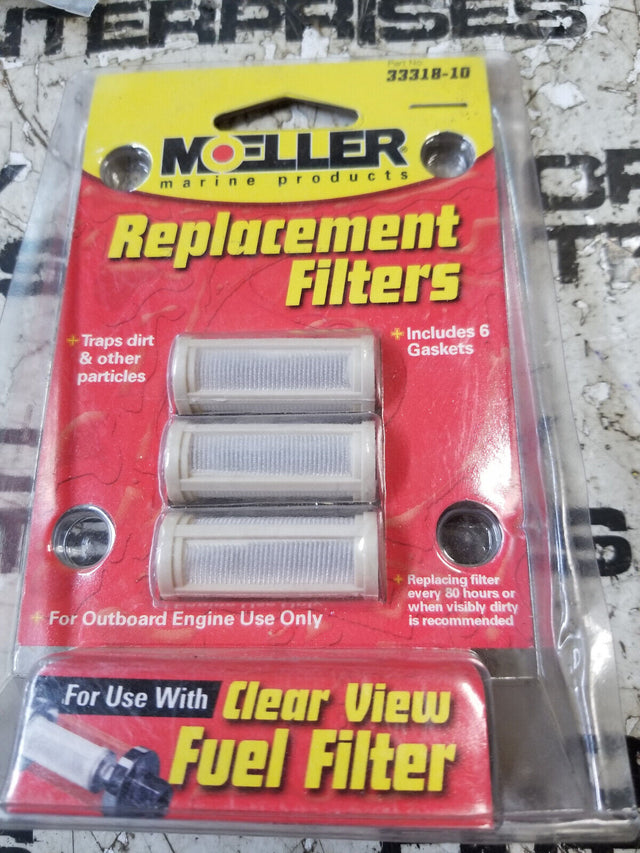 TERPRISES
Part No.
33318-10
MOELLER®
marine products
Replacement
Filters
+ Traps dirt
& other
particles
+ Includes 6
Gaskets
+ Replacing filter
every 80 hours or
when visibly dirty
is recommended
+ For Outboard Engine Use Only
For Use With
Clear View
Fuel Filter